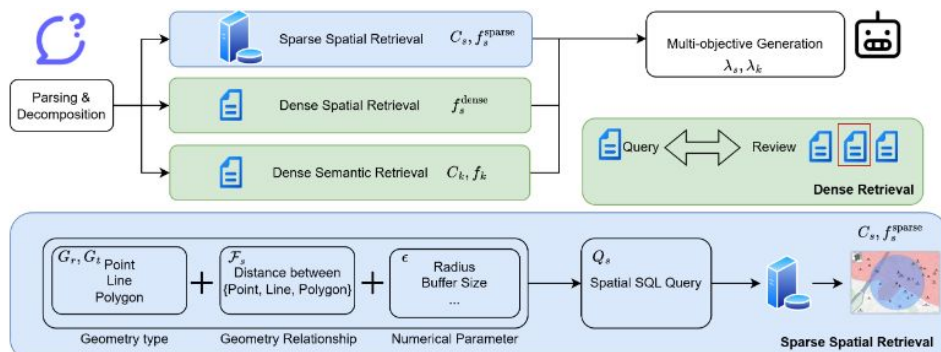 Parsing &
Decomposition
Sparse Spatial Retrieval C_s, f_s^sparse
Dense Spatial Retrieval f_s^dense
Dense Semantic Retrieval C_k, f_k
Multi-objective Generation
λ_s, λ_k
Query Review
Dense Retrieval
G_r, G_t
Point
Line
Polygon
Geometry type
+
F_s
Distance between
{Point, Line, Polygon}
Geometry Relationship
+
ϵ
Radius
Buffer Size
...
Numerical Parameter
Q_s
Spatial SQL Query
C_s, f_s^sparse
Sparse Spatial Retrieval